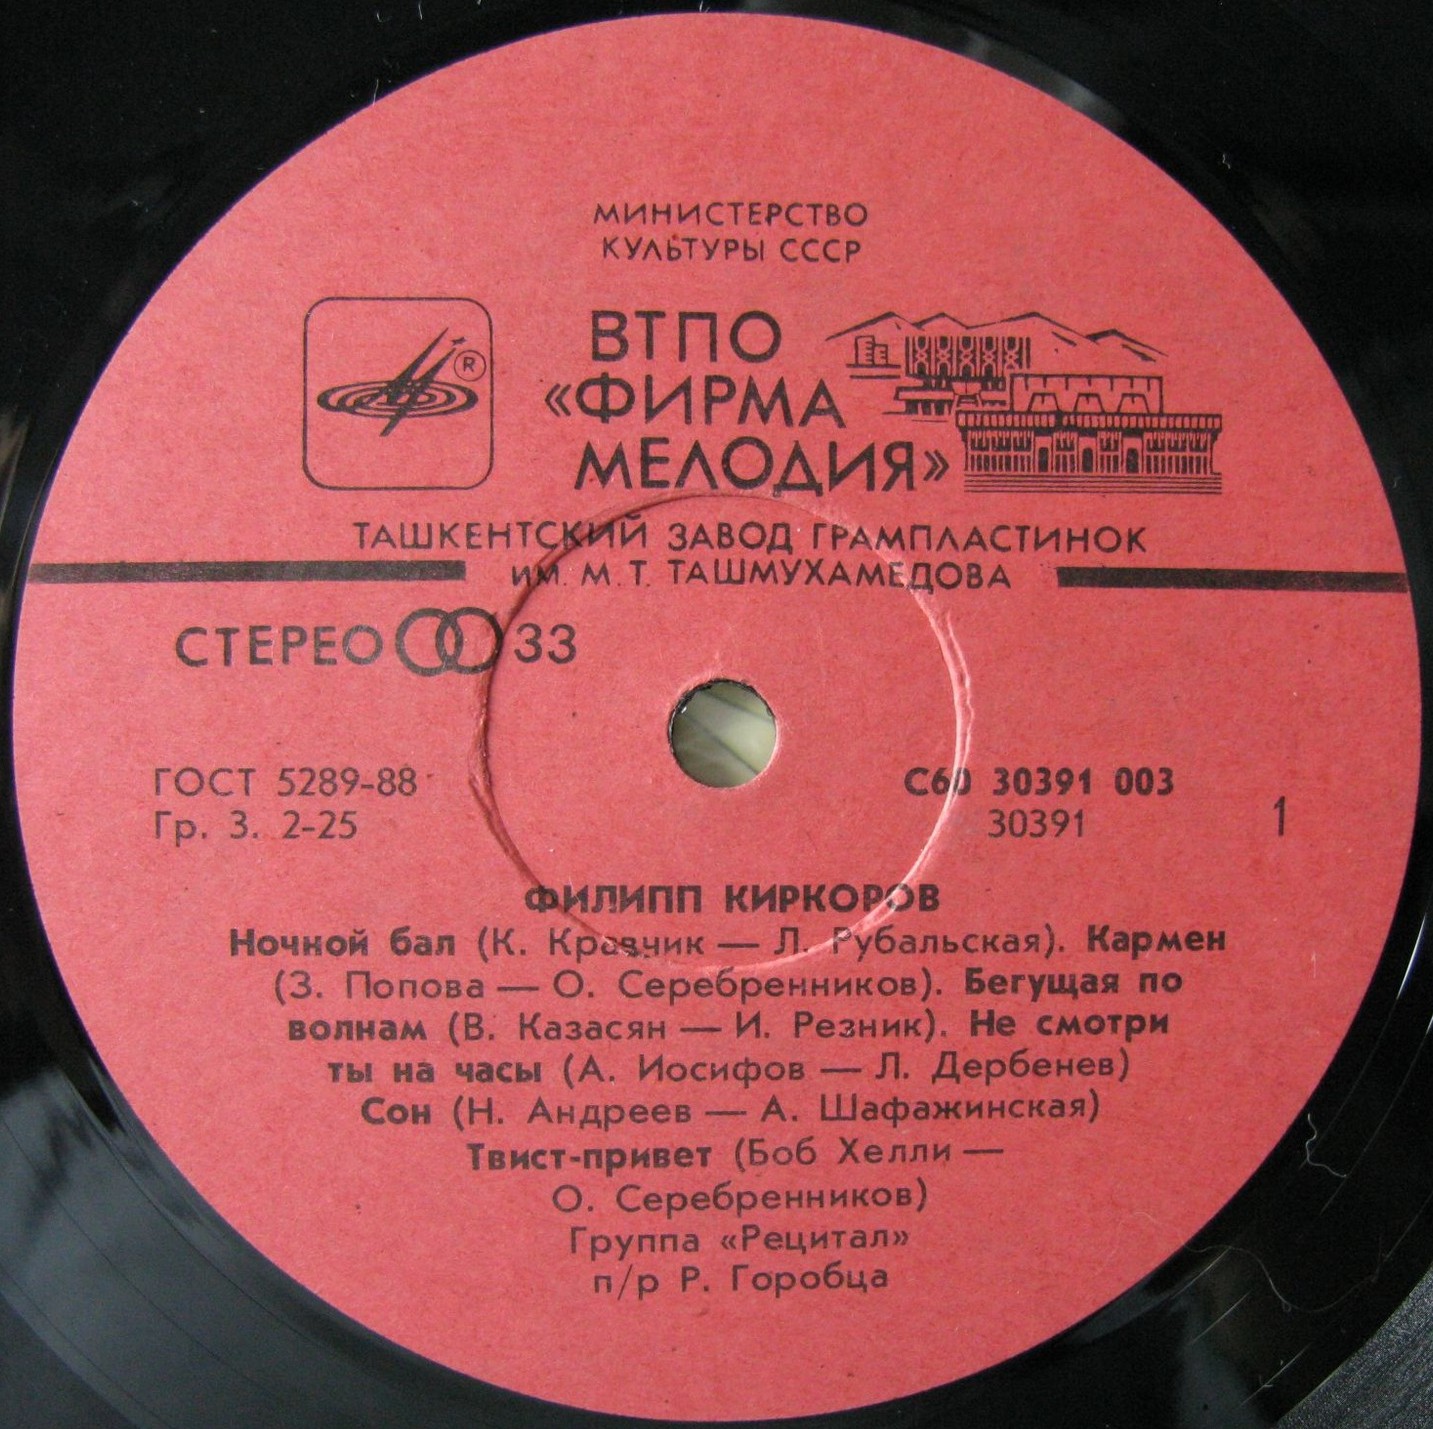 МИНИСТЕРСТВО
КУЛЬТУРЫ СССР
ВТПО
«ФИРМА
МЕЛОДИЯ»
®
ТАШКЕНТСКИЙ ЗАВОД ГРАМПЛАСТИНОК
ИМ. М. Т. ТАШМУХАМЕДОВА
СТЕРЕО 33
ГОСТ 5289-88
Гр. 3. 2-25
С60 30391 003
30391
1
ФИЛИПП КИРКОРОВ
Ночной бал (К. Кравчик — Л. Рубальская). Кармен
(З. Попова — О. Серебренников). Бегущая по
волнам (В. Казасян — И. Резник). Не смотри
ты на часы (А. Иосифов — Л. Дербенев)
Сон (Н. Андреев — А. Шафажинская)
Твист-привет (Боб Хелли —
О. Серебренников)
Группа «Рецитал»
п/р Р. Горобца